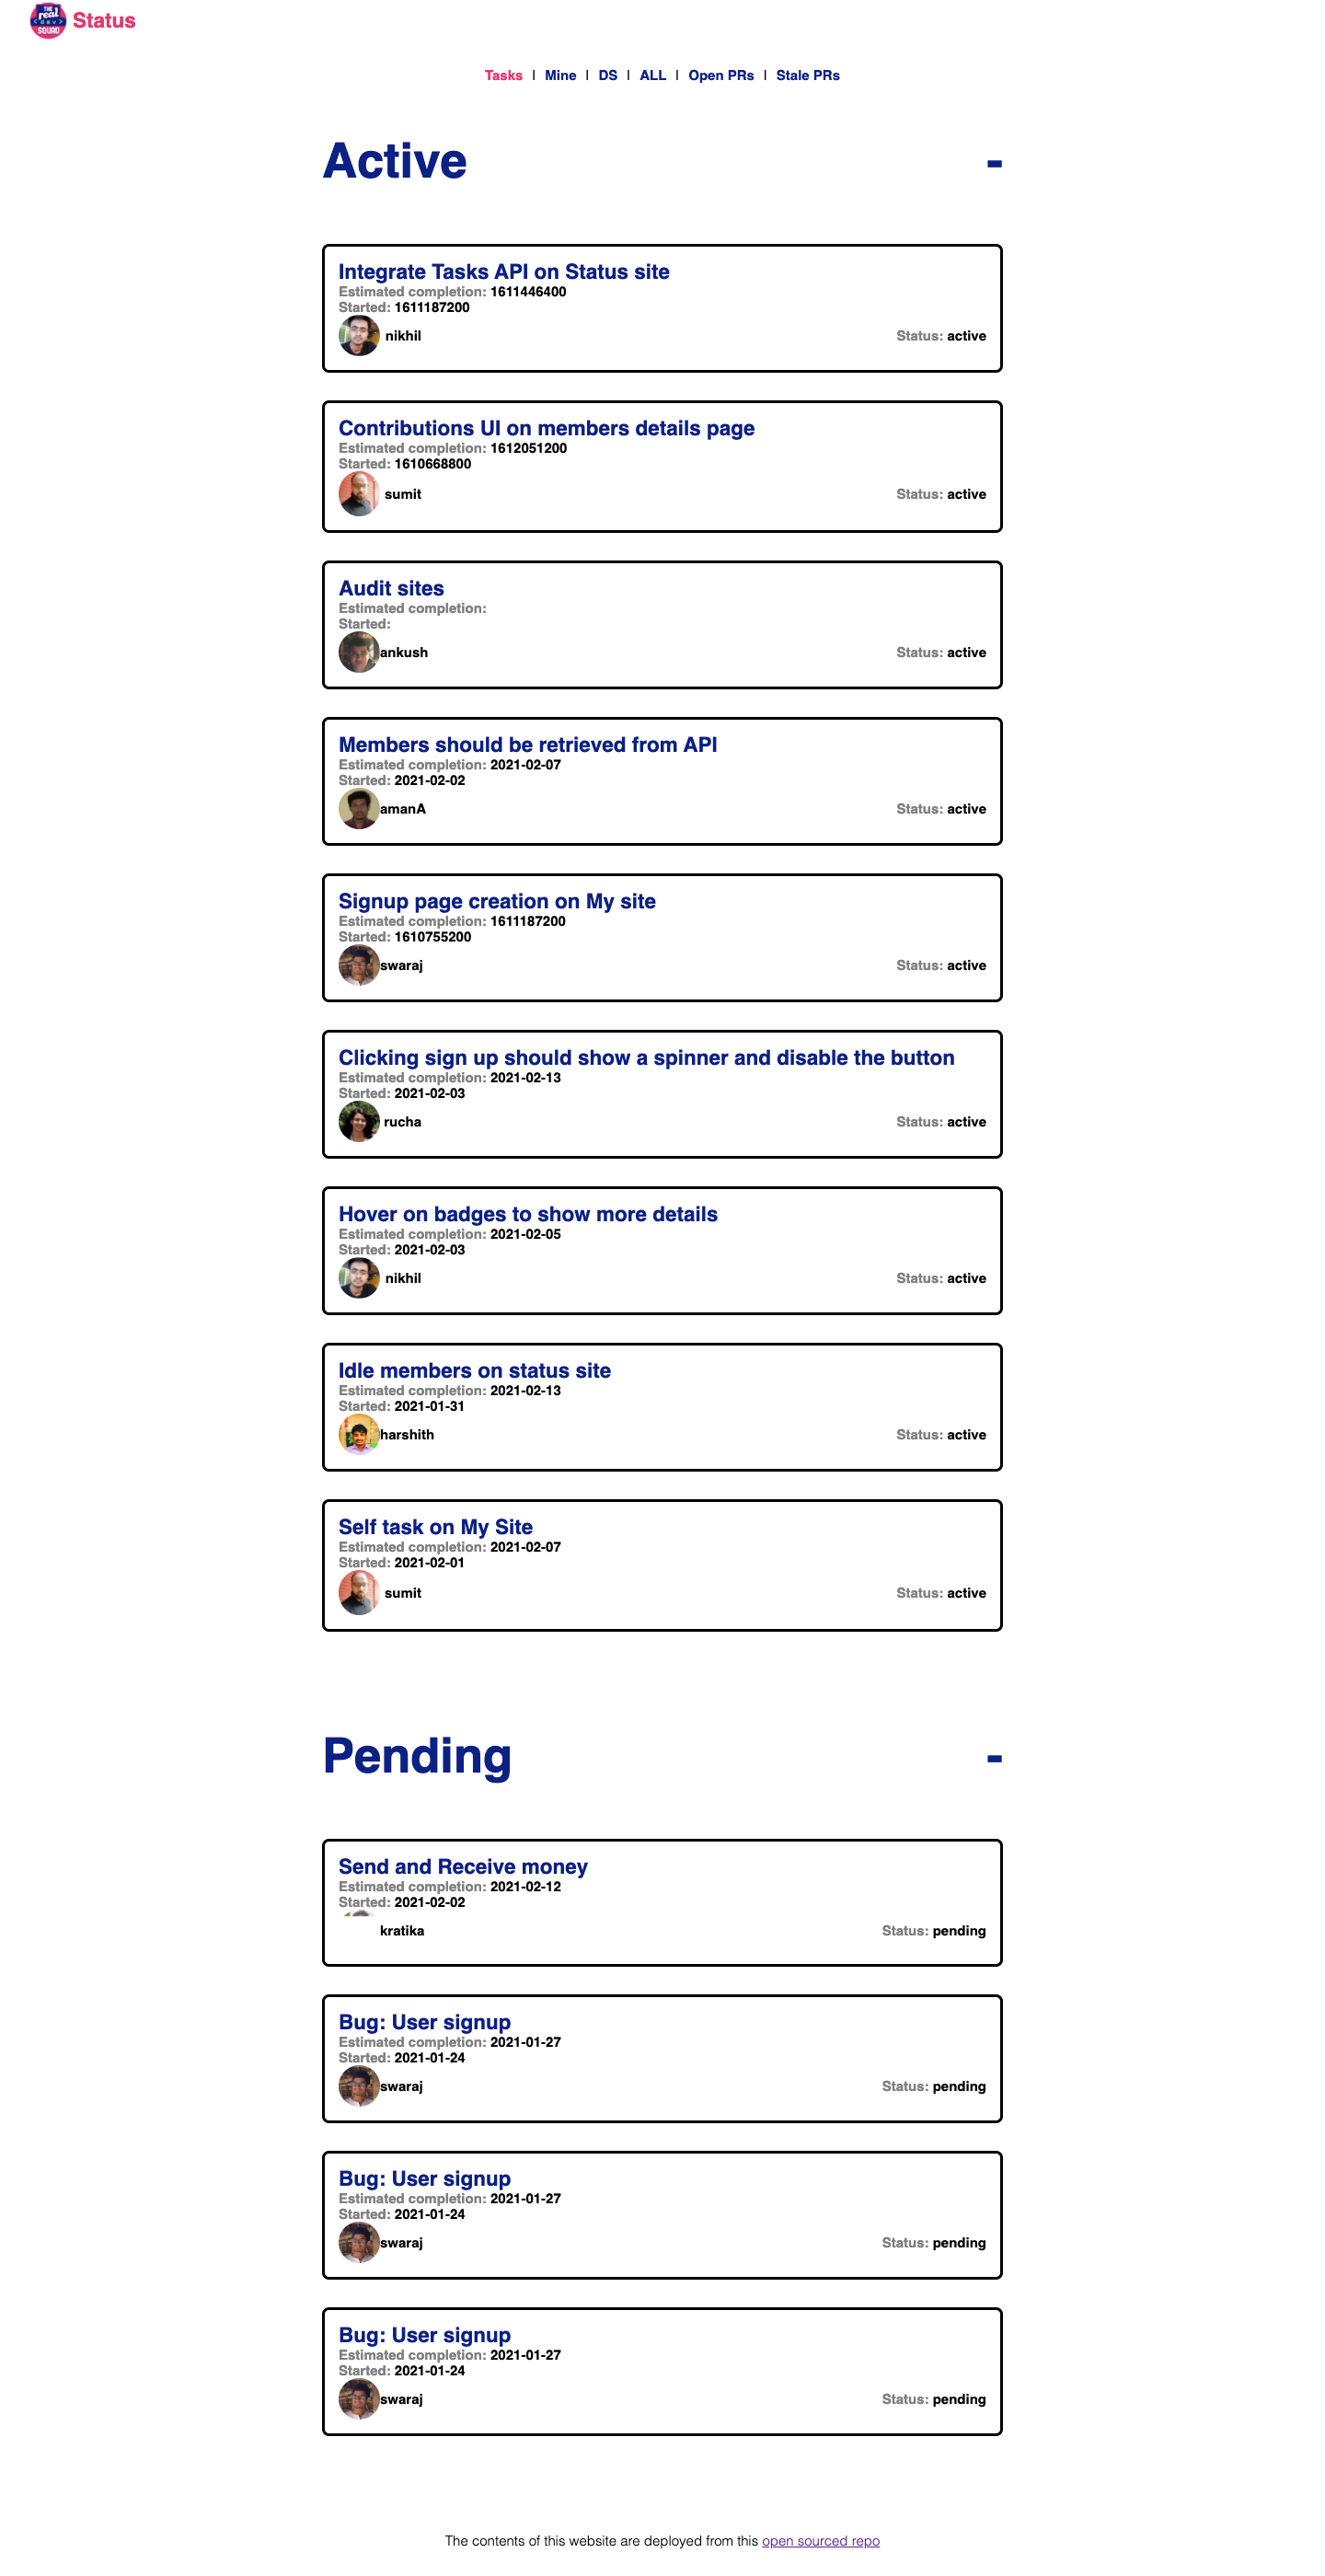 THE
real
<dev>
SQUAD
Status
Tasks | Mine | DS | ALL | Open PRs | Stale PRs
Active -
Integrate Tasks API on Status site
Estimated completion: 1611446400
Started: 1611187200
nikhil Status: active
Contributions UI on members details page
Estimated completion: 1612051200
Started: 1610668800
sumit Status: active
Audit sites
Estimated completion:
Started:
ankush Status: active
Members should be retrieved from API
Estimated completion: 2021-02-07
Started: 2021-02-02
amanA Status: active
Signup page creation on My site
Estimated completion: 1611187200
Started: 1610755200
swaraj Status: active
Clicking sign up should show a spinner and disable the button
Estimated completion: 2021-02-13
Started: 2021-02-03
rucha Status: active
Hover on badges to show more details
Estimated completion: 2021-02-05
Started: 2021-02-03
nikhil Status: active
Idle members on status site
Estimated completion: 2021-02-13
Started: 2021-01-31
harshith Status: active
Self task on My Site
Estimated completion: 2021-02-07
Started: 2021-02-01
sumit Status: active
Pending -
Send and Receive money
Estimated completion: 2021-02-12
Started: 2021-02-02
kratika Status: pending
Bug: User signup
Estimated completion: 2021-01-27
Started: 2021-01-24
swaraj Status: pending
Bug: User signup
Estimated completion: 2021-01-27
Started: 2021-01-24
swaraj Status: pending
Bug: User signup
Estimated completion: 2021-01-27
Started: 2021-01-24
swaraj Status: pending
The contents of this website are deployed from this open sourced repo